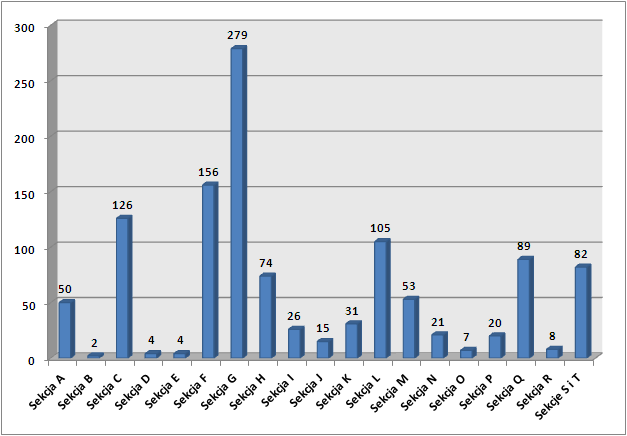 300
250
200
150
100
50
0
50
2
126
4
4
156
279
74
26
15
31
105
53
21
7
20
89
8
82
Sekcja A
Sekcja B
Sekcja C
Sekcja D
Sekcja E
Sekcja F
Sekcja G
Sekcja H
Sekcja I
Sekcja J
Sekcja K
Sekcja L
Sekcja M
Sekcja N
Sekcja O
Sekcja P
Sekcja Q
Sekcja R
Sekcje S i T